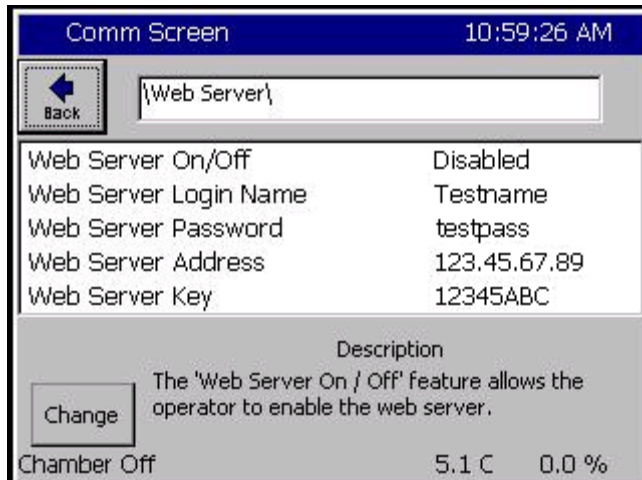 Comm Screen 10:59:26 AM
Back
\Web Server\
Web Server On/Off Disabled
Web Server Login Name Testname
Web Server Password testpass
Web Server Address 123.45.67.89
Web Server Key 12345ABC
Description
The 'Web Server On / Off' feature allows the
operator to enable the web server.
Change
Chamber Off 5.1 C 0.0 %